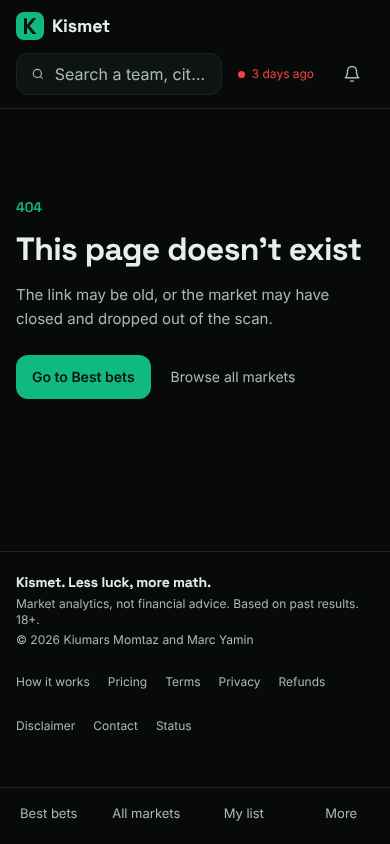 Kismet
Search a team, cit...
3 days ago
404
This page doesn’t exist
The link may be old, or the market may have
closed and dropped out of the scan.
Go to Best bets
Browse all markets
Kismet. Less luck, more math.
Market analytics, not financial advice. Based on past results.
18+.
© 2026 Kiumars Momtaz and Marc Yamin
How it works Pricing Terms Privacy Refunds
Disclaimer Contact Status
Best bets All markets My list More